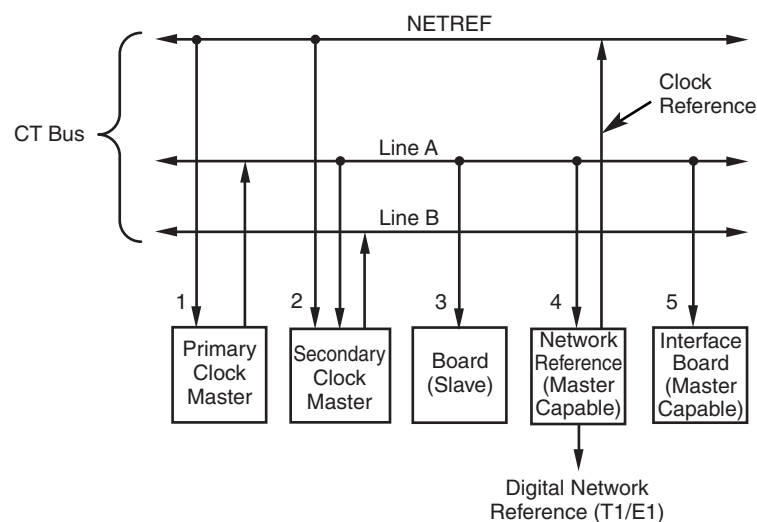 NETREF
Clock
Reference
CT Bus
Line A
Line B
1
2
3
4
5
Primary
Clock
Master
Secondary
Clock
Master
Board
(Slave)
Network
Reference
(Master
Capable)
Interface
Board
(Master
Capable)
Digital Network
Reference (T1/E1)